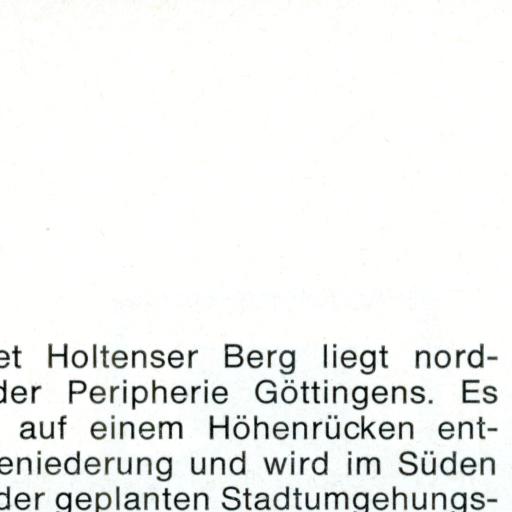 et Holtenser Berg liegt nord-
der Peripherie Göttingens. Es
auf einem Höhenrücken ent-
eniederung und wird im Süden
der geplanten Stadtumgehungs-